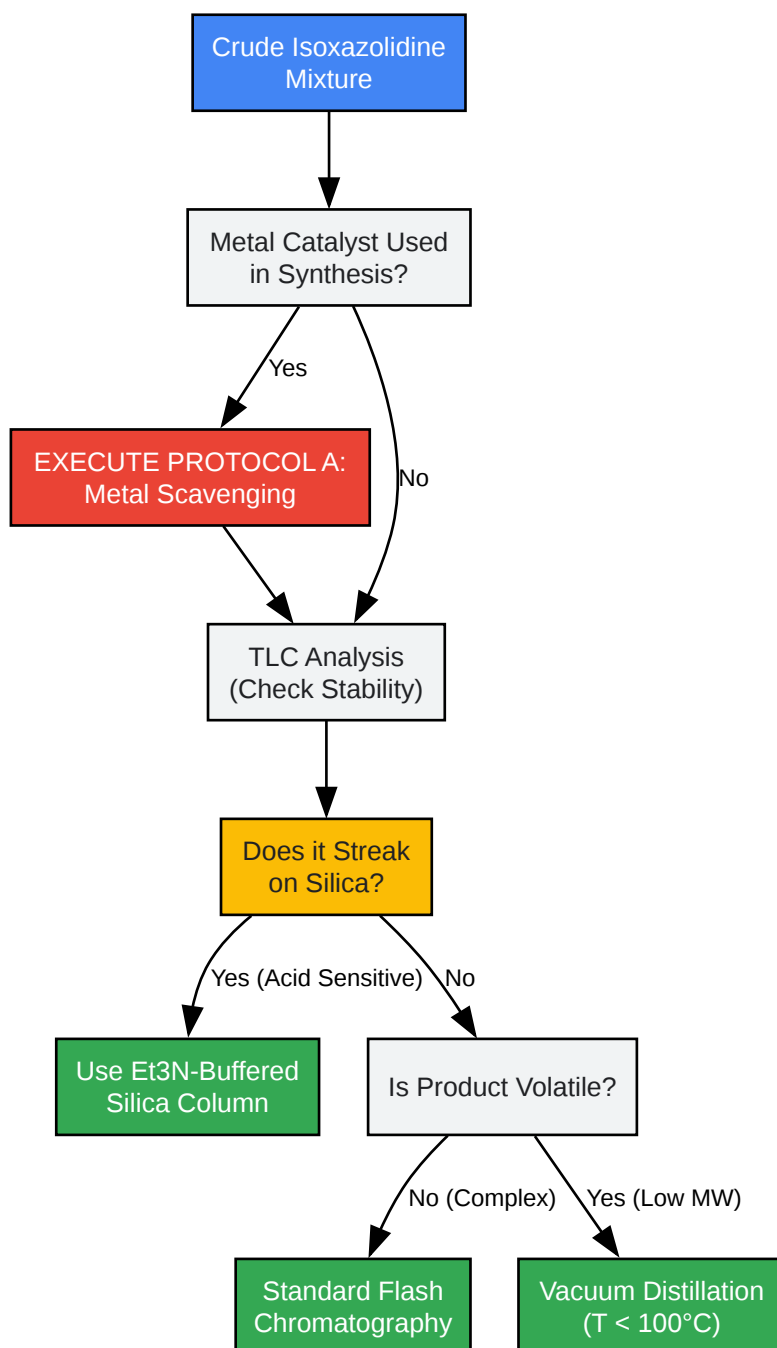 Crude Isoxazolidine
Mixture
Metal Catalyst Used
in Synthesis?
Yes
EXECUTE PROTOCOL A:
Metal Scavenging
No
TLC Analysis
(Check Stability)
Does it Streak
on Silica?
Yes (Acid Sensitive)
No
Use Et3N-Buffered
Silica Column
Is Product Volatile?
No (Complex)
Yes (Low MW)
Standard Flash
Chromatography
Vacuum Distillation
(T < 100°C)